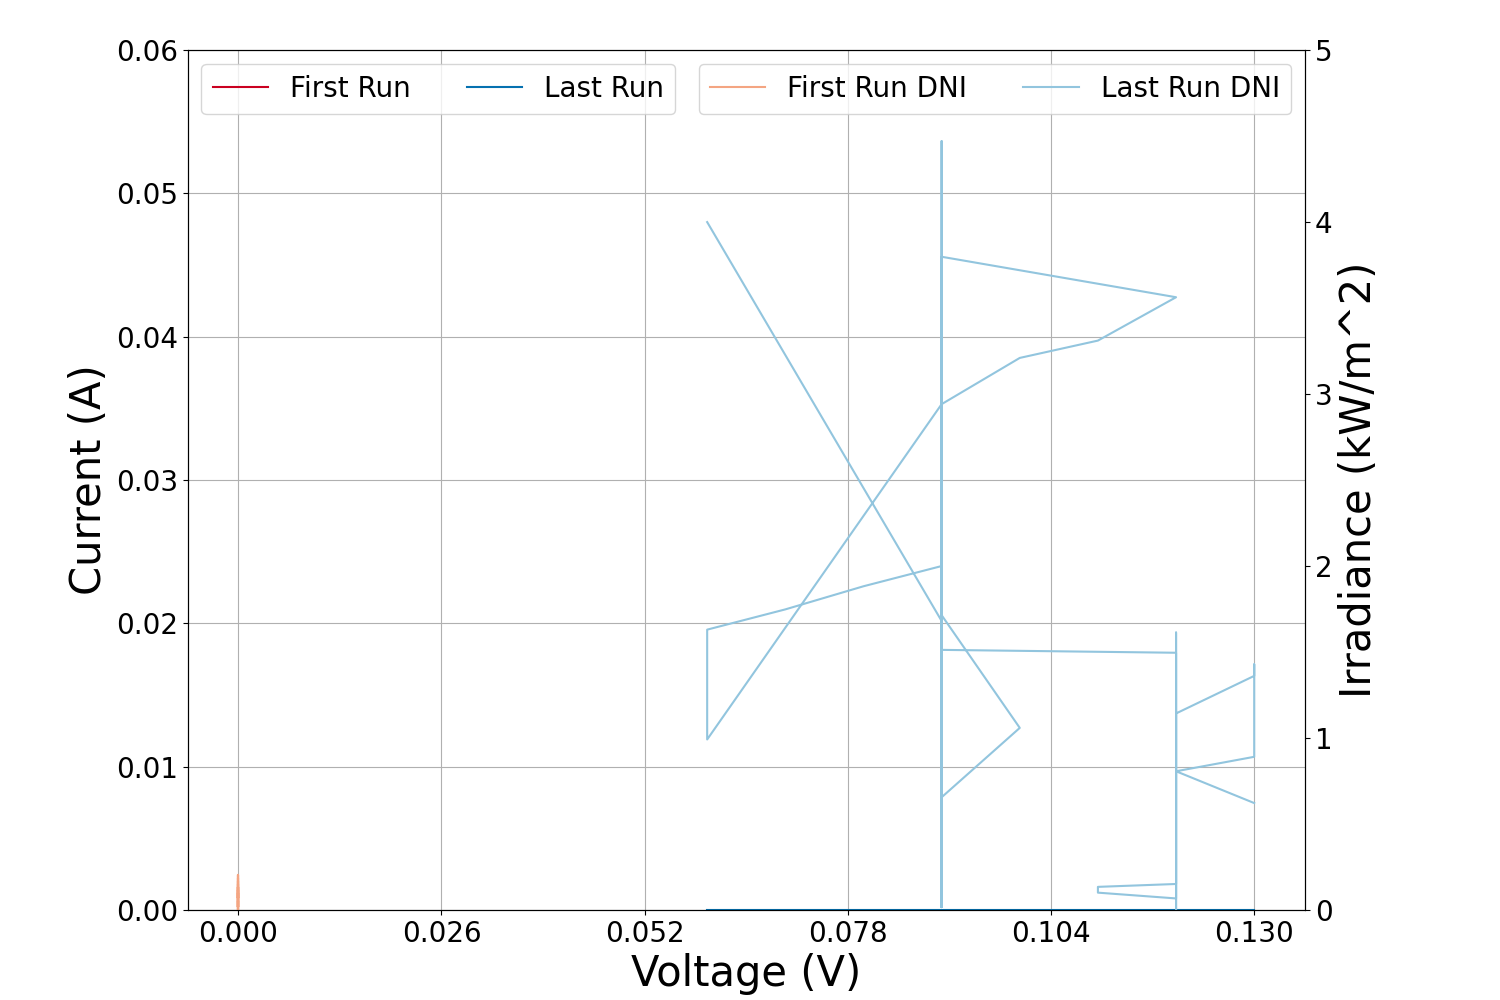 First Run
Last Run
First Run DNI
Last Run DNI
0.06
0.05
0.04
0.03
0.02
0.01
0.00
Current (A)
5
4
3
2
1
0
Irradiance (kW/m^2)
0.000 0.026 0.052 0.078 0.104 0.130
Voltage (V)